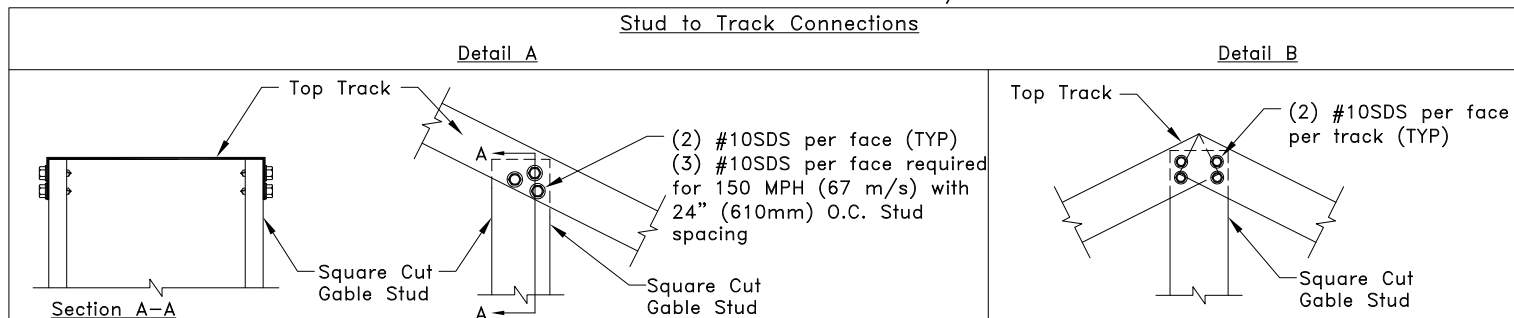 Stud to Track Connections
Detail A
Detail B
Top Track
(2) #10SDS per face (TYP)
(3) #10SDS per face required
for 150 MPH (67 m/s) with
24" (610mm) O.C. Stud
spacing
A
A
Square Cut
Gable Stud
Square Cut
Gable Stud
Section A-A
Top Track
(2) #10SDS per face
per track (TYP)
Square Cut
Gable Stud